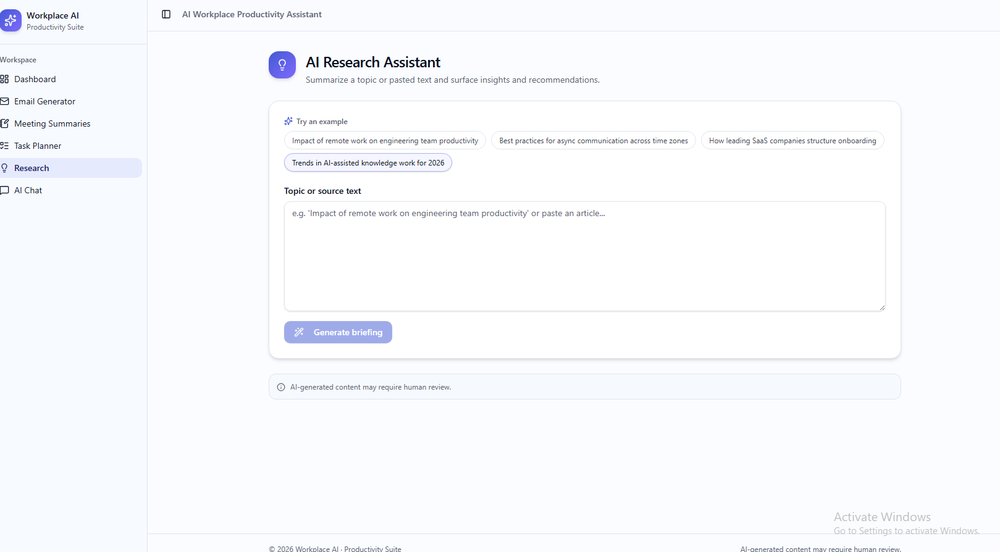 Workplace AI
Productivity Suite
AI Workplace Productivity Assistant
Workspace
Dashboard
Email Generator
Meeting Summaries
Task Planner
Research
AI Chat
AI Research Assistant
Summarize a topic or pasted text and surface insights and recommendations.
Try an example
Impact of remote work on engineering team productivity
Best practices for async communication across time zones
How leading SaaS companies structure onboarding
Trends in AI-assisted knowledge work for 2026
Topic or source text
e.g. 'Impact of remote work on engineering team productivity' or paste an article...
Generate briefing
AI-generated content may require human review.
Activate Windows
Go to Settings to activate Windows.
© 2026 Workplace AI · Productivity Suite
AI-generated content may require human review.